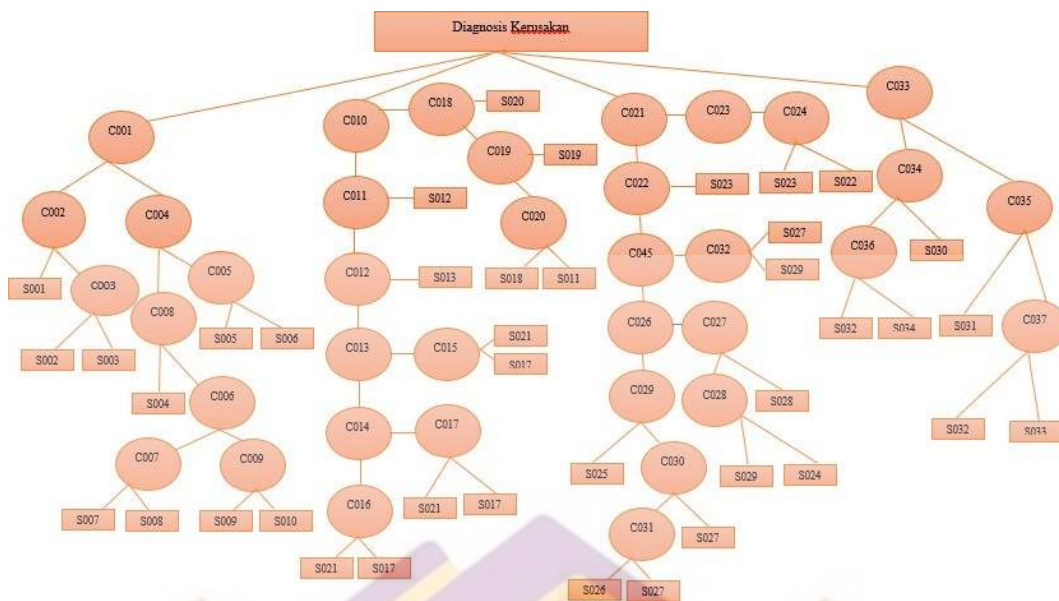 Diagnosis Kerusakan
C001
C002
C004
S001
C003
C008
C005
S002
S003
S005
S006
S004
C006
C007
C009
S007
S008
S009
S010
C010
C018
S020
C019
S019
C011
S012
C020
C012
S013
S018
S011
C013
C015
S021
S017
C014
C017
C016
S021
S017
S021
S017
C021
C023
C024
C022
S023
S023
S022
C045
C032
S027
S029
C026
C027
C029
C028
S028
S025
C030
S029
S024
C031
S027
S026
S027
C033
C034
C035
C036
S030
S032
S034
S031
C037
S032
S033